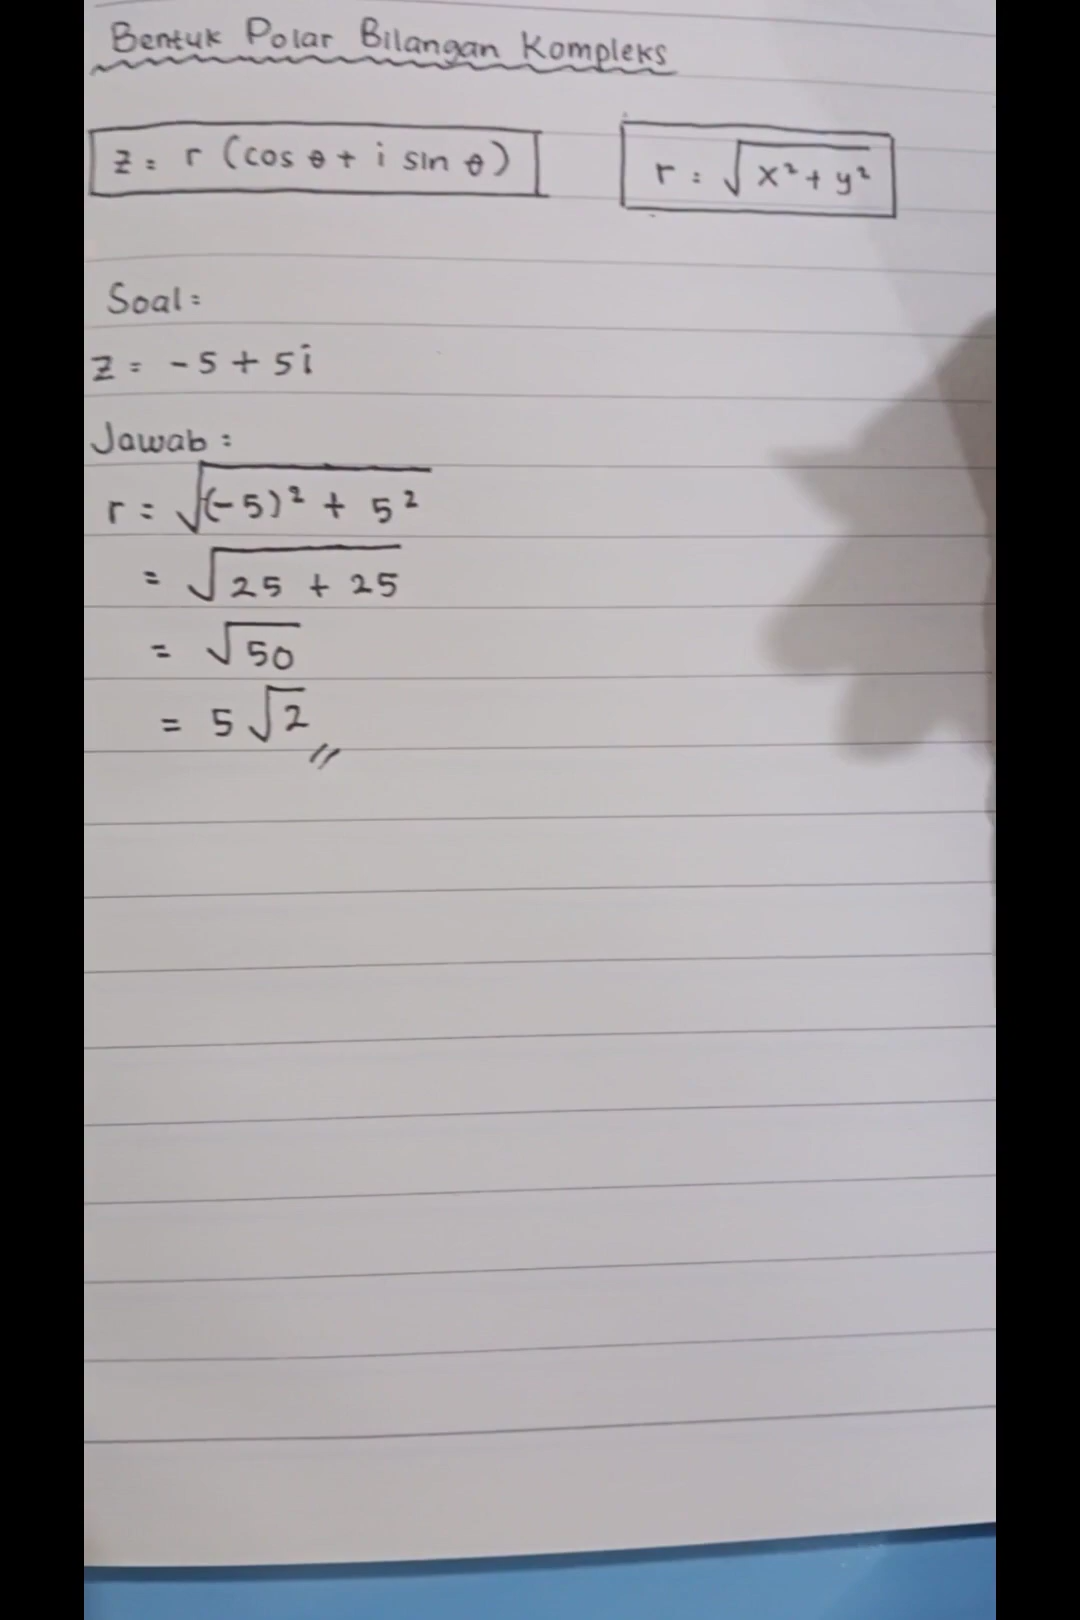 Bentuk Polar Bilangan Kompleks
z = r (cos θ + i sin θ)
r = √x² + y²
Soal =
z = -5 + 5i
Jawab =
r = √(-5)² + 5²
= √25 + 25
= √50
= 5√2 //